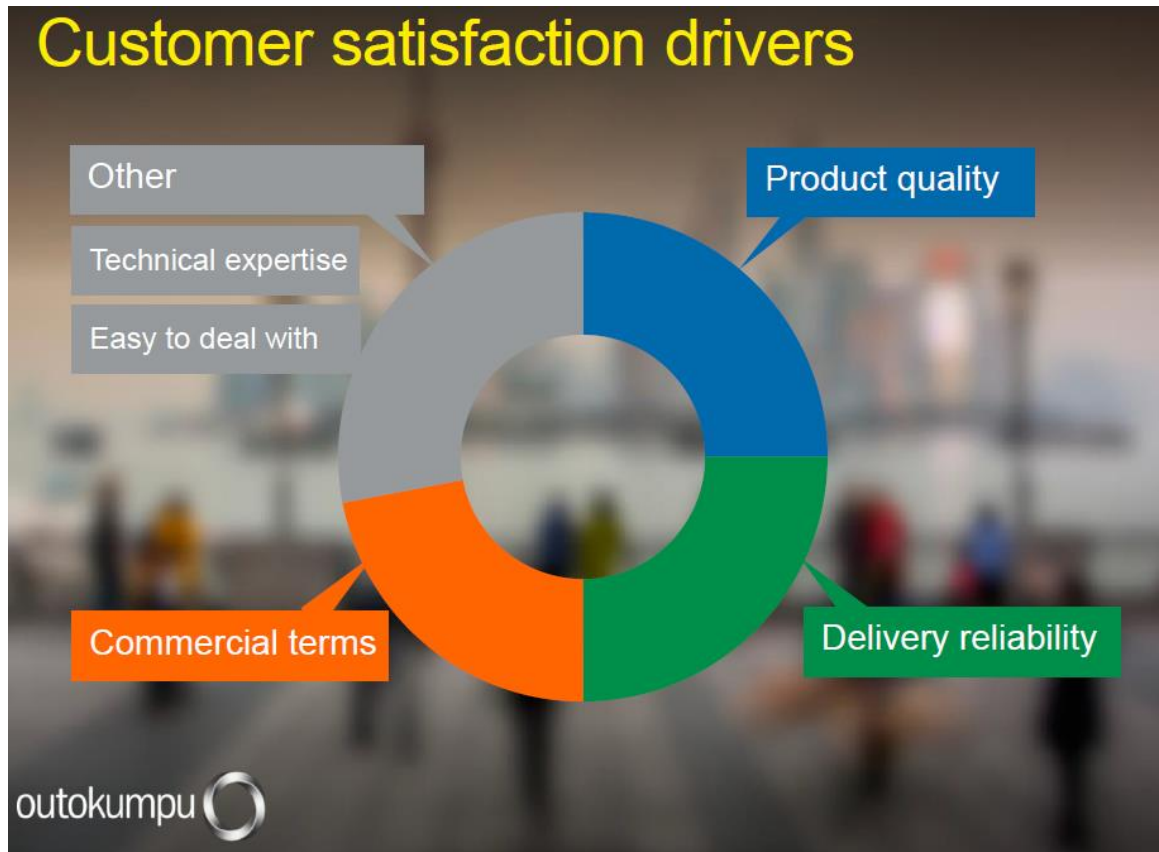 Customer satisfaction drivers
Other
Technical expertise
Easy to deal with
Product quality
Commercial terms
Delivery reliability
outokumpu